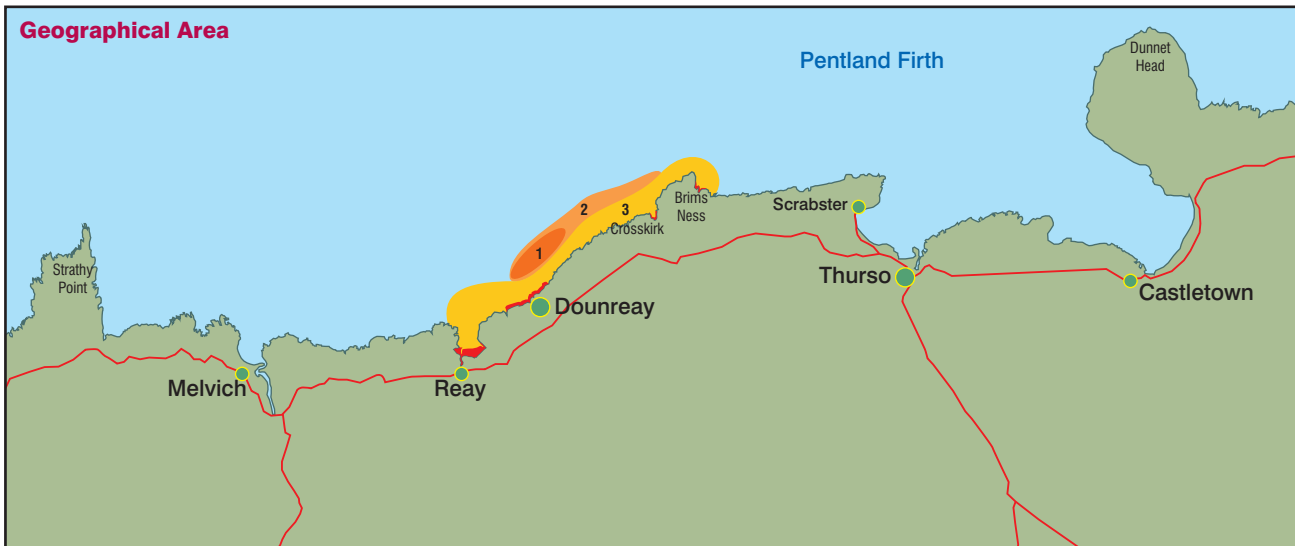 Geographical Area
Pentland Firth
Dunnet
Head
2
3
Brims
Ness
Crosskirk
Scrabster
1
Strathy
Point
Thurso
Castletown
Dounreay
Melvich
Reay